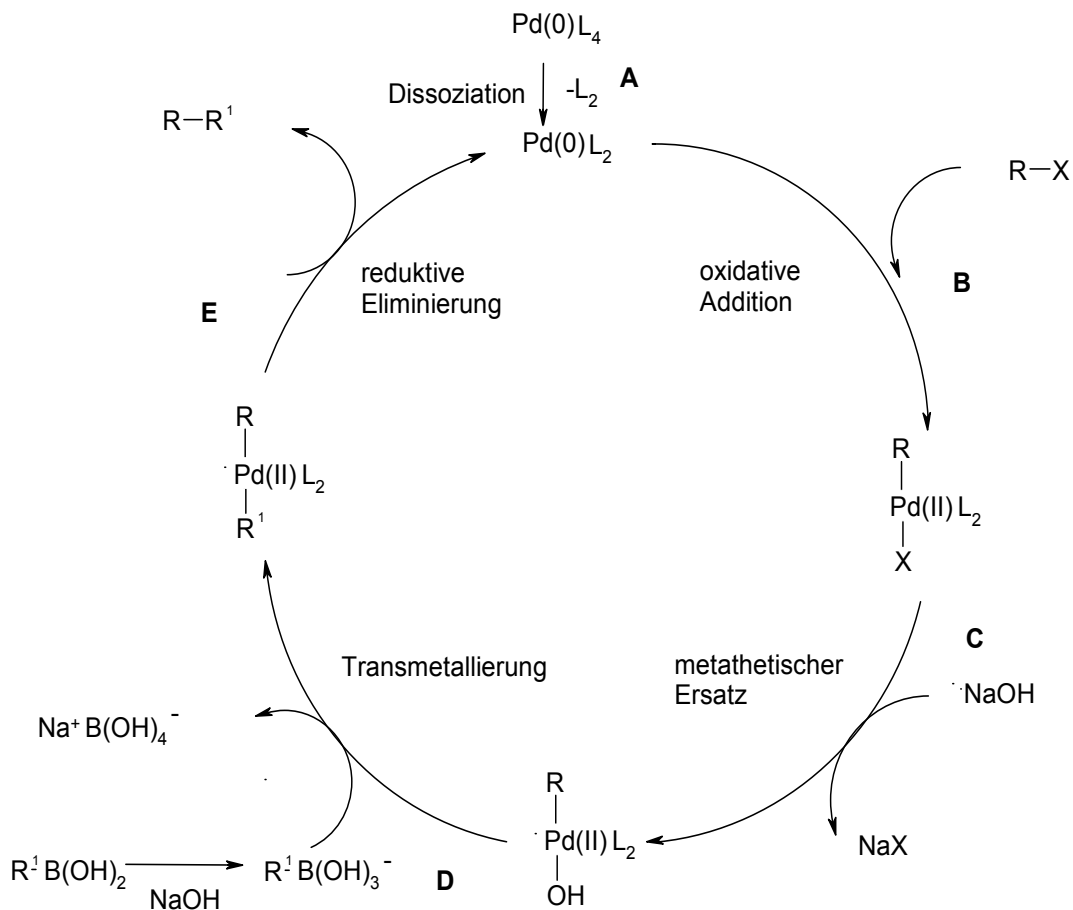 Pd(0)L₄
Dissoziation
-L₂
A
Pd(0)L₂
R—R¹
R—X
reduktive
Eliminierung
oxidative
Addition
B
E
R
Pd(II)L₂
R¹
R
Pd(II)L₂
X
Transmetallierung
metathetischer
Ersatz
C
NaOH
Na⁺B(OH)₄⁻
R
Pd(II)L₂
OH
NaX
R¹B(OH)₂
NaOH
R¹B(OH)₃⁻
D